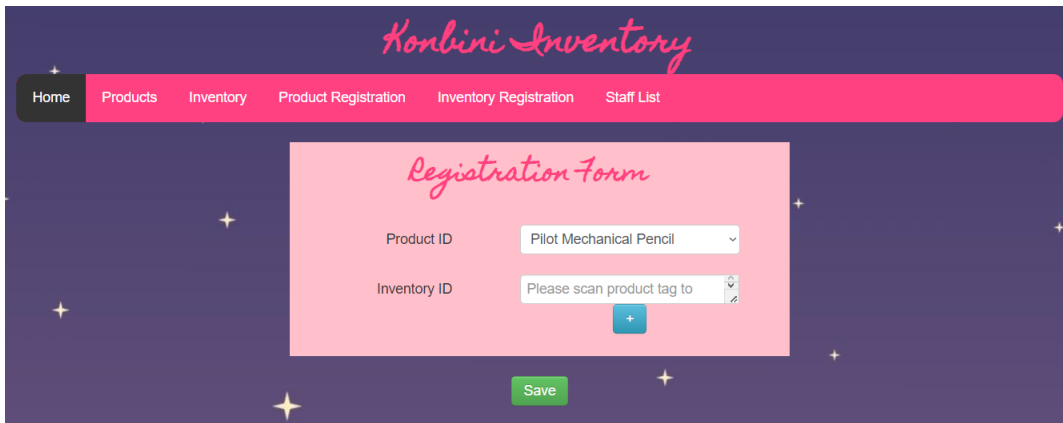 Konbini Inventory
Home Products Inventory Product Registration Inventory Registration Staff List
Registration Form
Product ID Pilot Mechanical Pencil
Inventory ID Please scan product tag to
+
Save